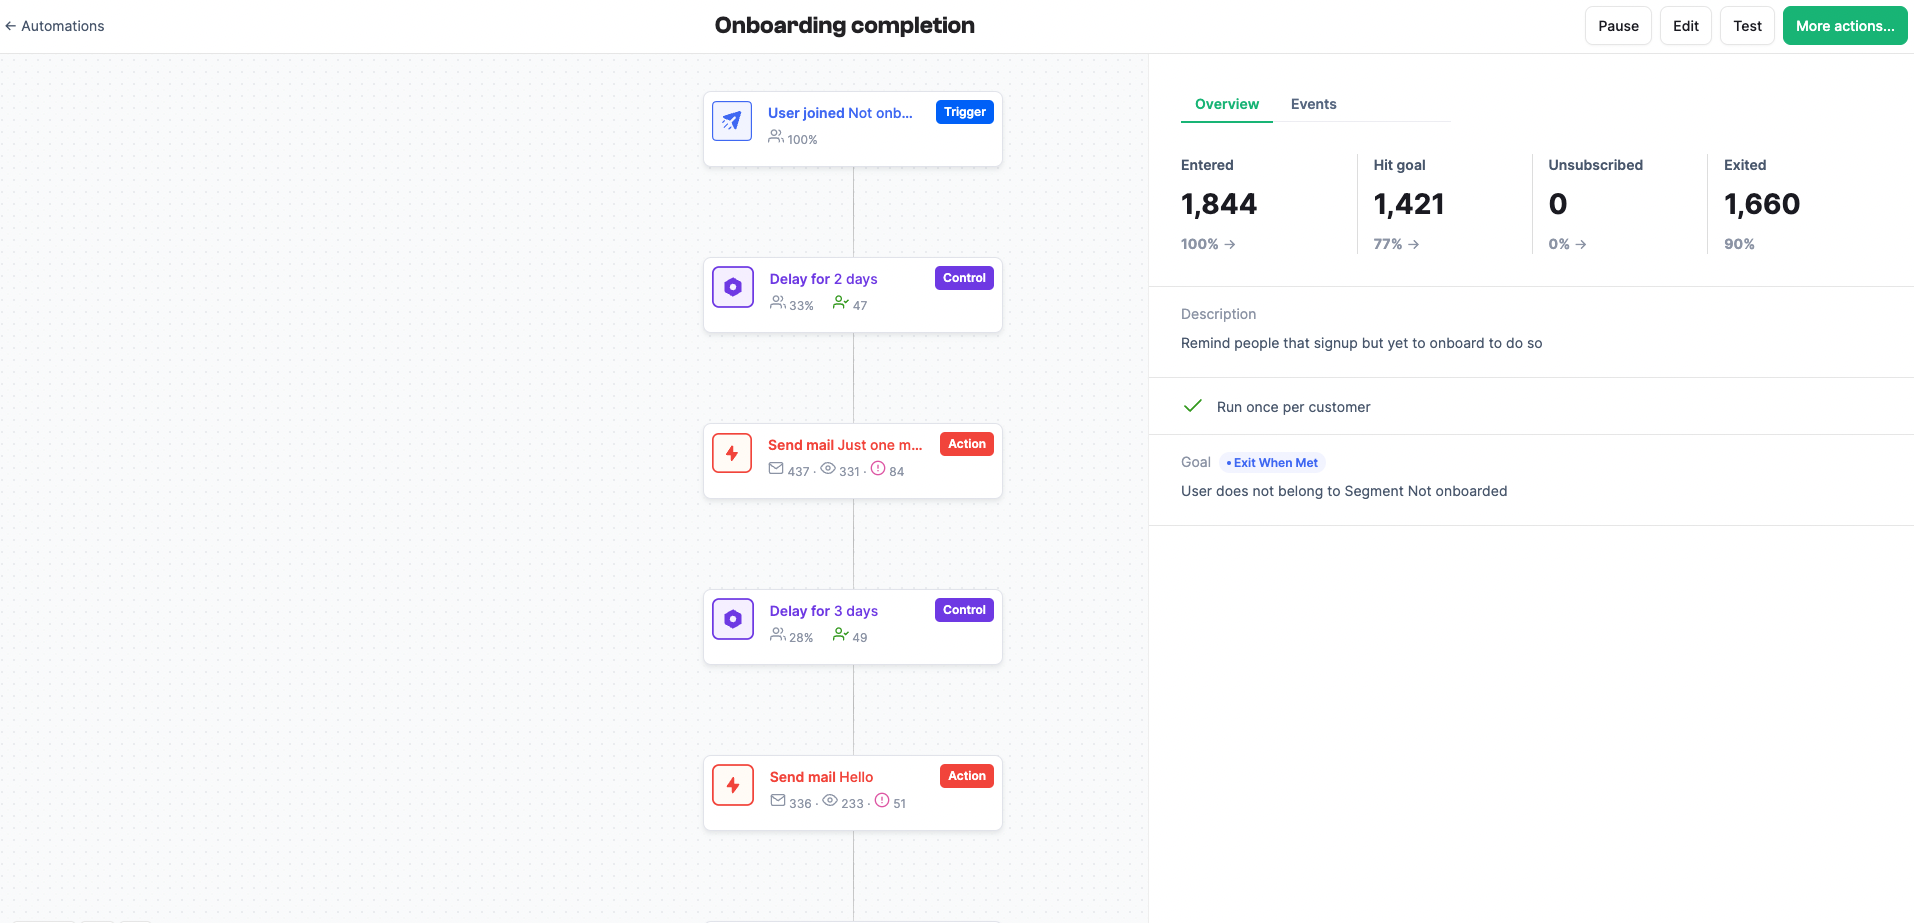 ← Automations
Onboarding completion
Pause
Edit
Test
More actions...
User joined Not onb...
Trigger
100%
Delay for 2 days
Control
33% 47
Send mail Just one m...
Action
437 · 331 · 84
Delay for 3 days
Control
28% 49
Send mail Hello
Action
336 · 233 · 51
Overview
Events
Entered
1,844
100% →
Hit goal
1,421
77% →
Unsubscribed
0
0% →
Exited
1,660
90%
Description
Remind people that signup but yet to onboard to do so
Run once per customer
Goal • Exit When Met
User does not belong to Segment Not onboarded